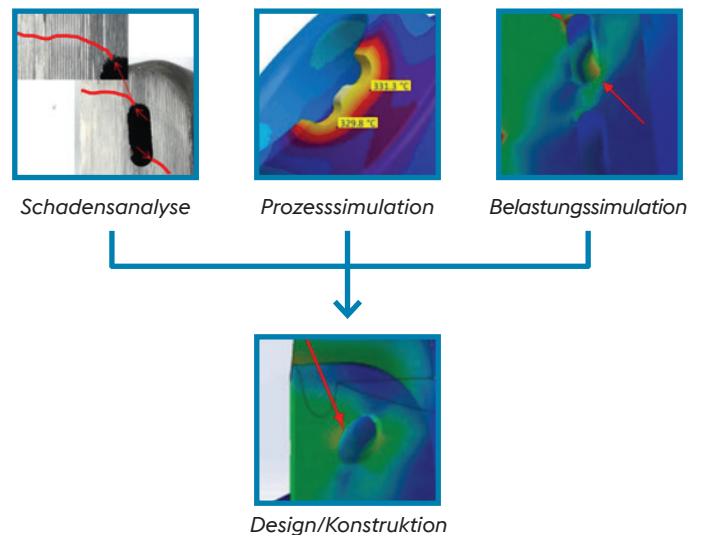 331.3 °C
329.8 °C
Schadensanalyse
Prozesssimulation
Belastungssimulation
Design/Konstruktion